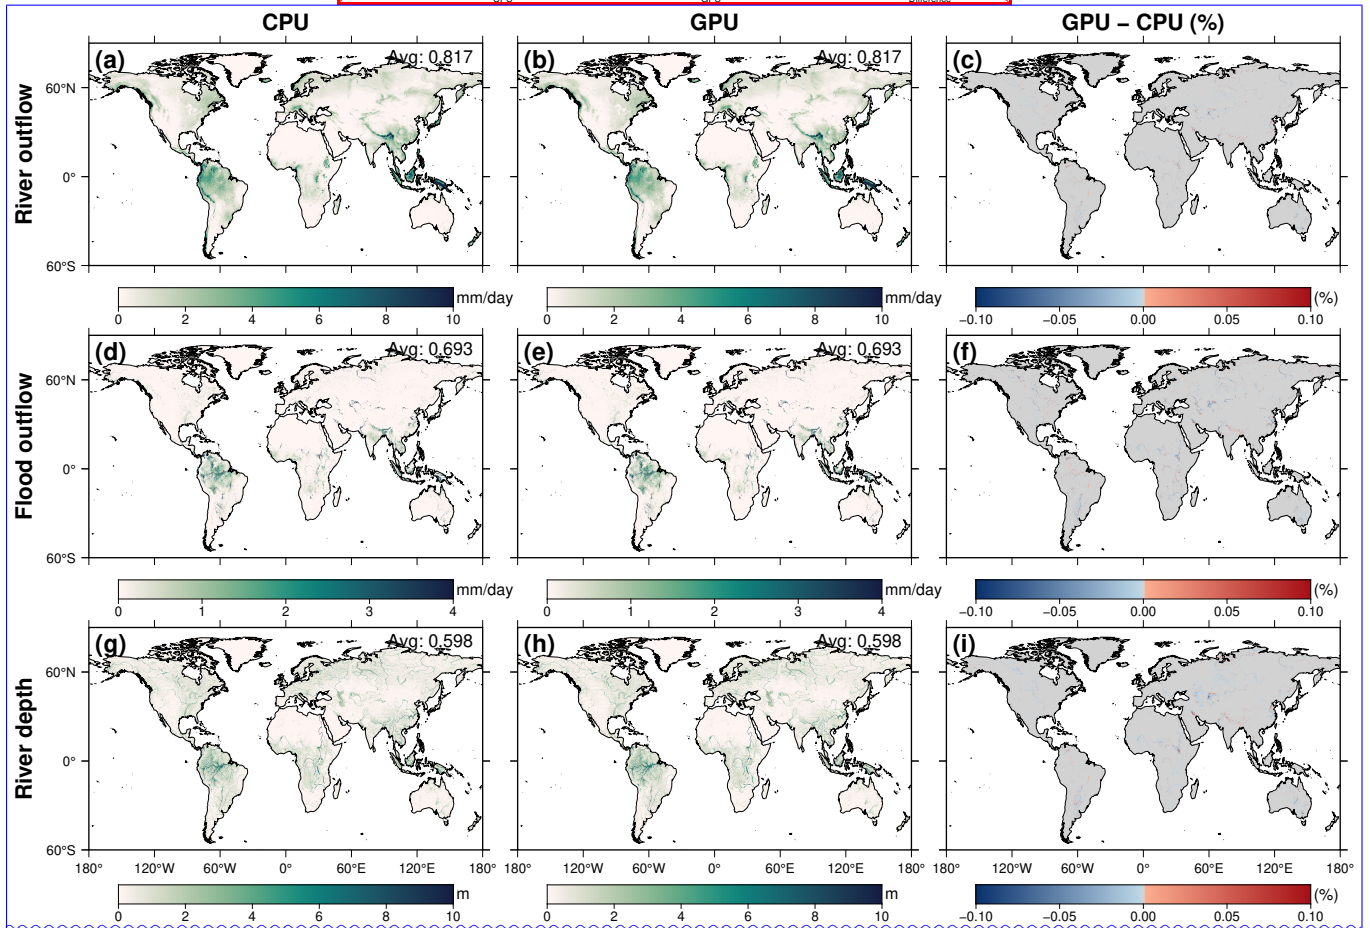 CPU GPU GPU – CPU (%)
River outflow
(a) Avg: 0.817 (b) Avg: 0.817 (c)
60°N
0°
60°S
mm/day mm/day (%)
0 2 4 6 8 10 0 2 4 6 8 10 −0.10 −0.05 0.00 0.05 0.10
Flood outflow
(d) Avg: 0.693 (e) Avg: 0.693 (f)
60°N
0°
60°S
mm/day mm/day (%)
0 1 2 3 4 0 1 2 3 4 −0.10 −0.05 0.00 0.05 0.10
River depth
(g) Avg: 0.598 (h) Avg: 0.598 (i)
60°N
0°
60°S
180° 120°W 60°W 0° 60°E 120°E 180° 180° 120°W 60°W 0° 60°E 120°E 180° 180° 120°W 60°W 0° 60°E 120°E 180°
m m (%)
0 2 4 6 8 10 0 2 4 6 8 10 −0.10 −0.05 0.00 0.05 0.10